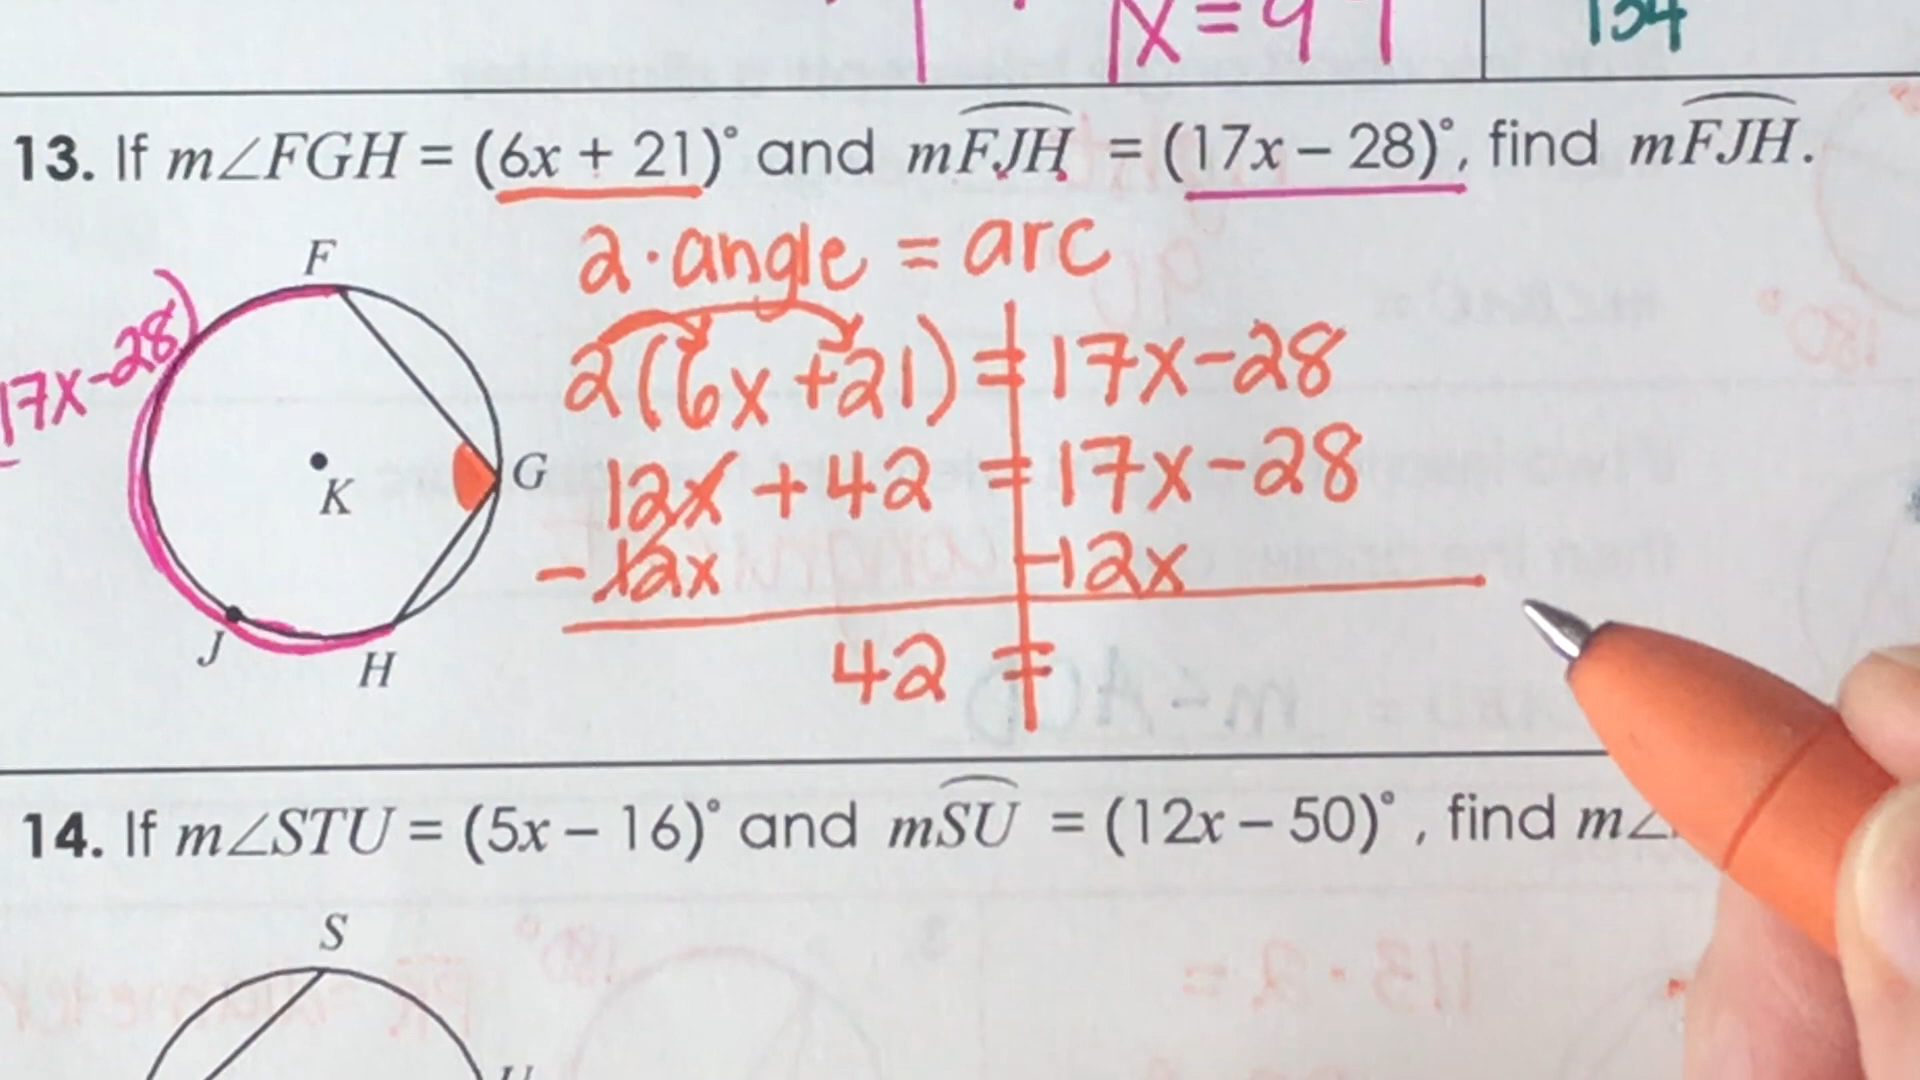 x = 9
134
13. If m∠FGH = (6x + 21)° and mFJH = (17x – 28)°, find mFJH.
2 · angle = arc
F
17x-28)
2(6x+21) = 17x-28
K
G
12x + 42 = 17x-28
-12x -12x
J
H
42 =
14. If m∠STU = (5x – 16)° and mSU = (12x – 50)°, find m∠
S